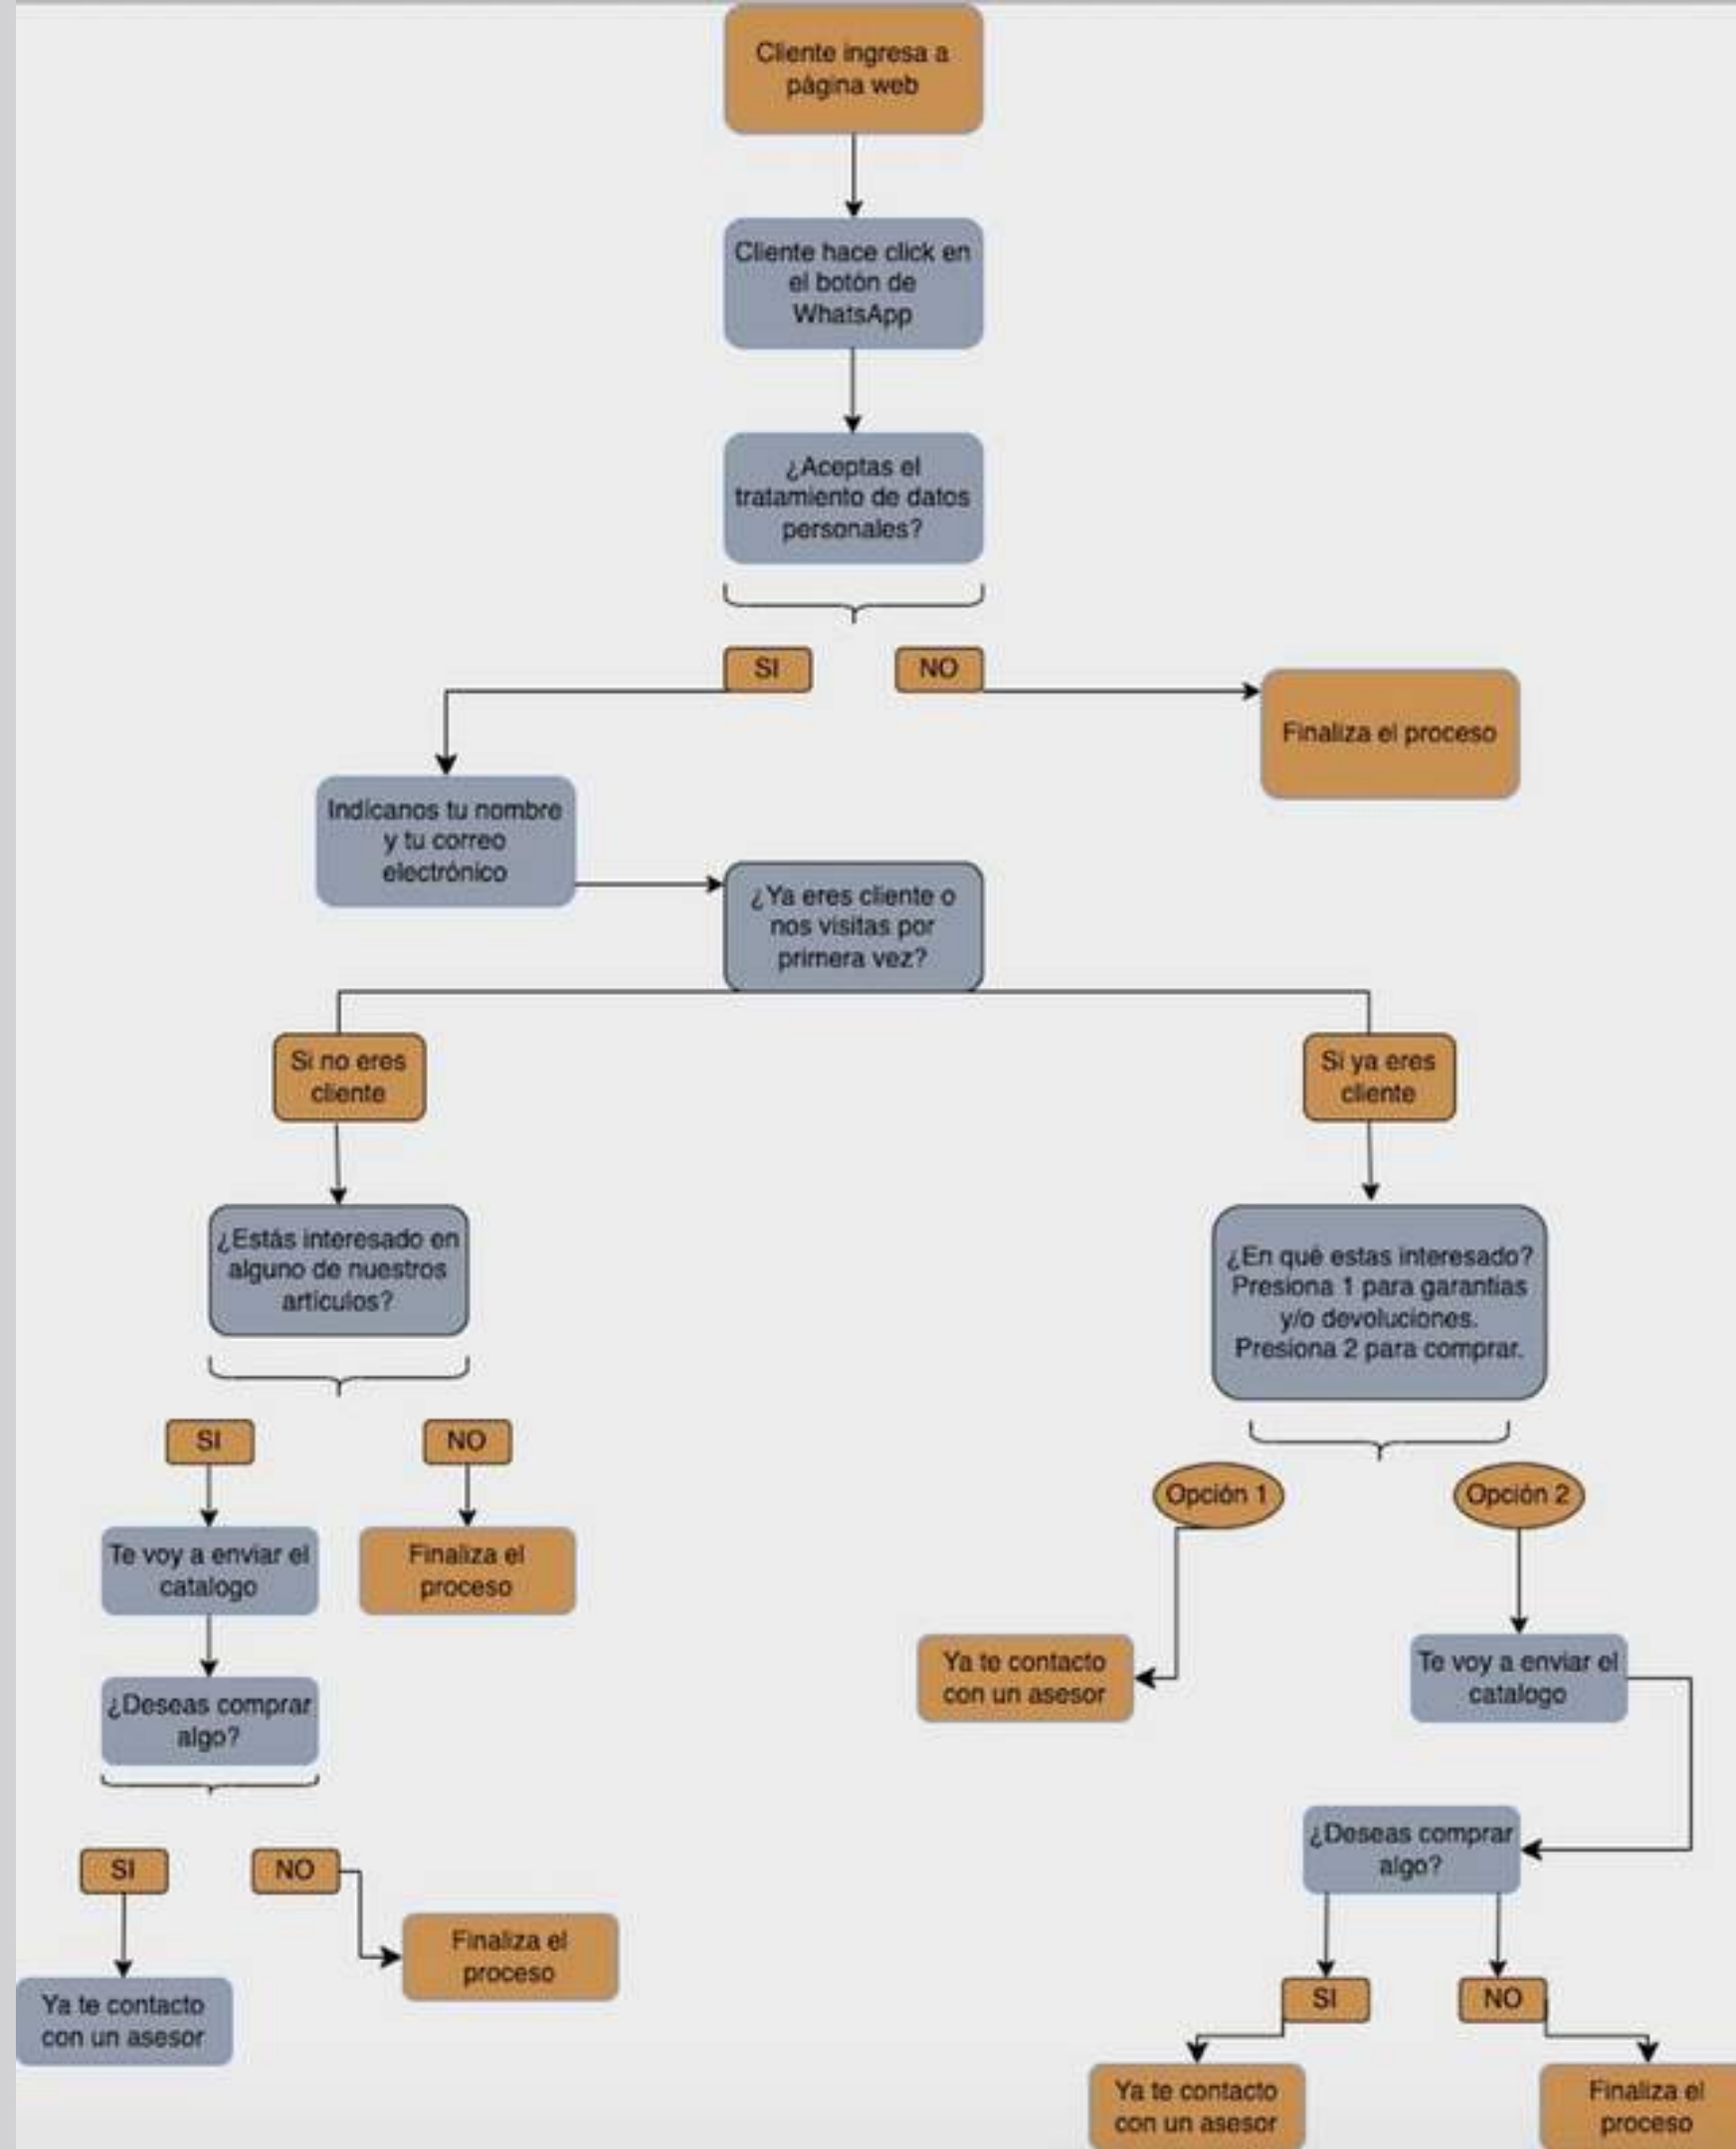 Cliente ingresa a
página web
Cliente hace click en
el botón de
WhatsApp
¿Aceptas el
tratamiento de datos
personales?
SI
NO
Finaliza el proceso
Indicanos tu nombre
y tu correo
electrónico
¿Ya eres cliente o
nos visitas por
primera vez?
Si no eres
cliente
Si ya eres
cliente
¿Estás interesado en
alguno de nuestros
artículos?
¿En qué estas interesado?
Presiona 1 para garantias
y/o devoluciones.
Presiona 2 para comprar.
SI
NO
Opción 1
Opción 2
Te voy a enviar el
catalogo
Finaliza el
proceso
Ya te contacto
con un asesor
Te voy a enviar el
catalogo
¿Deseas comprar
algo?
¿Deseas comprar
algo?
SI
NO
Finaliza el
proceso
Ya te contacto
con un asesor
SI
NO
Ya te contacto
con un asesor
Finaliza el
proceso